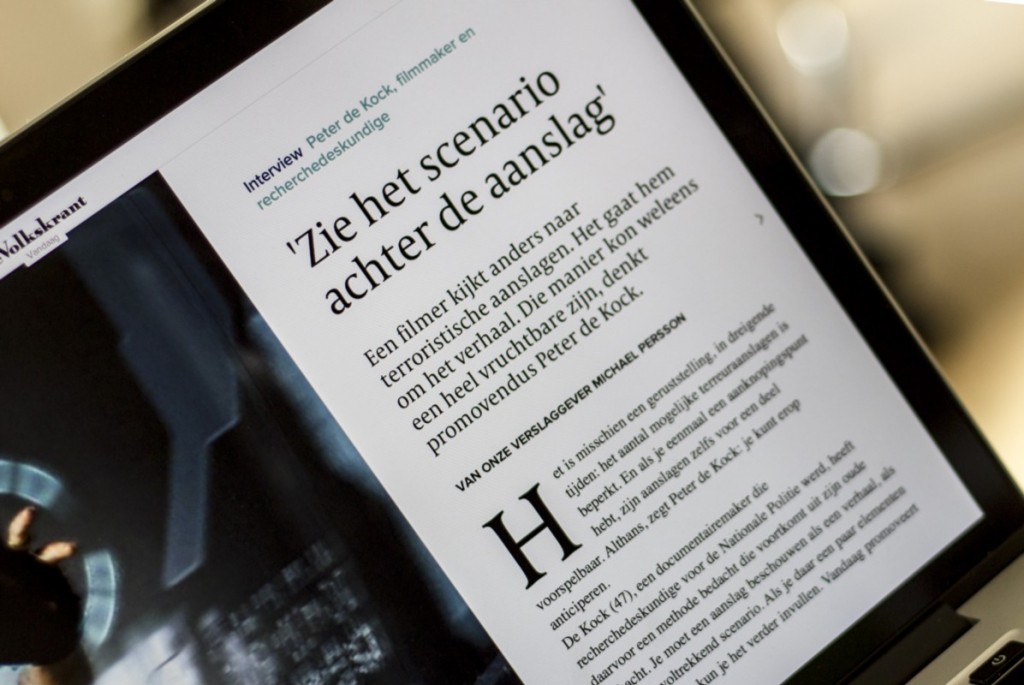 Volkskrant
Vandaag
Interview Peter de Kock, filmmaker en
recherchedeskundige
'Zie het scenario
achter de aanslag'
Een filmer kijkt anders naar
terroristische aanslagen. Het gaat hem
om het verhaal. Die manier kon weleens
een heel vruchtbare zijn, denkt
promovendus Peter de Kock.
VAN ONZE VERSLAGGEVER MICHAEL PERSSON
Het is misschien een geruststelling, in dreigende
tijden: het aantal mogelijke terreuraanslagen is
beperkt. En als je eenmaal een aanknopingspunt
hebt, zijn aanslagen zelfs voor een deel
voorspelbaar. Althans, zegt Peter de Kock: je kunt erop
anticiperen.
De Kock (47), een documentairemaker die
recherchedeskundige voor de Nationale Politie werd, heeft
daarvoor een methode bedacht die voortkomt uit zijn oude
acht. Je moet een aanslag beschouwen als een verhaal, als
voltrekkend scenario. Als je daar een paar elementen
kun je het verder invullen. Vandaag promoveert